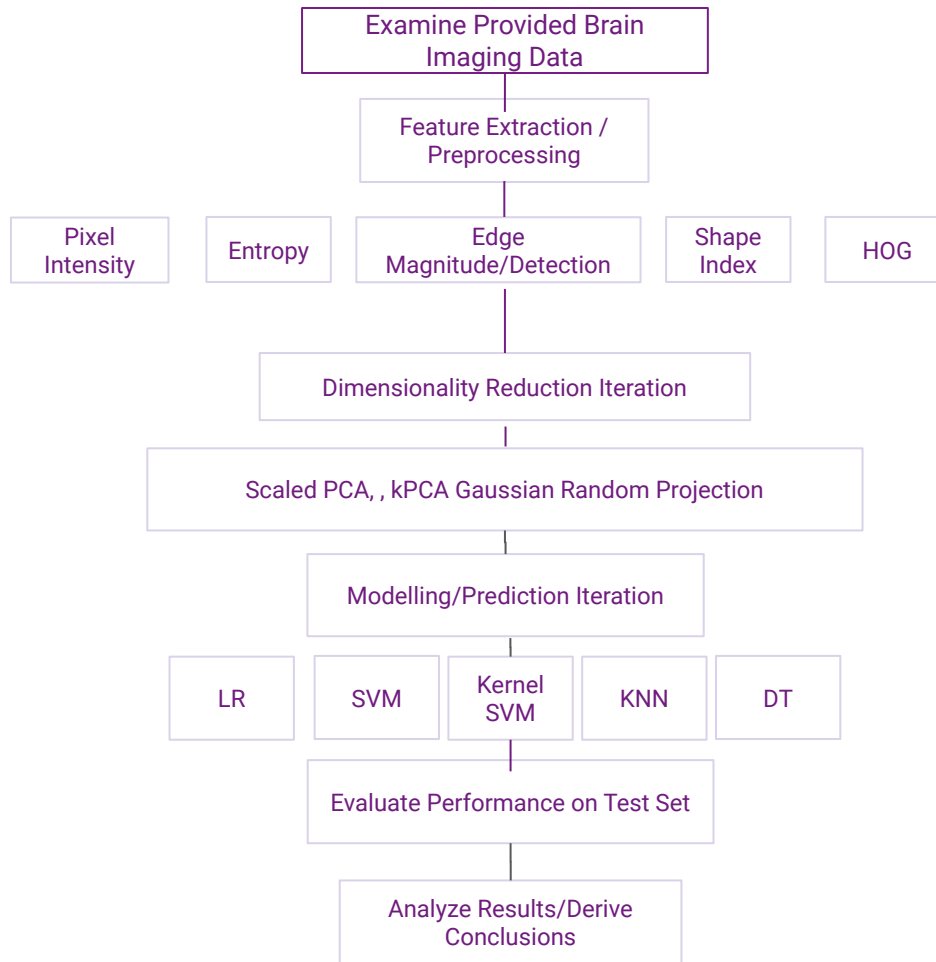 Examine Provided Brain
Imaging Data
Feature Extraction /
Preprocessing
Pixel
Intensity
Entropy
Edge
Magnitude/Detection
Shape
Index
HOG
Dimensionality Reduction Iteration
Scaled PCA, , kPCA Gaussian Random Projection
Modelling/Prediction Iteration
LR
SVM
Kernel
SVM
KNN
DT
Evaluate Performance on Test Set
Analyze Results/Derive
Conclusions